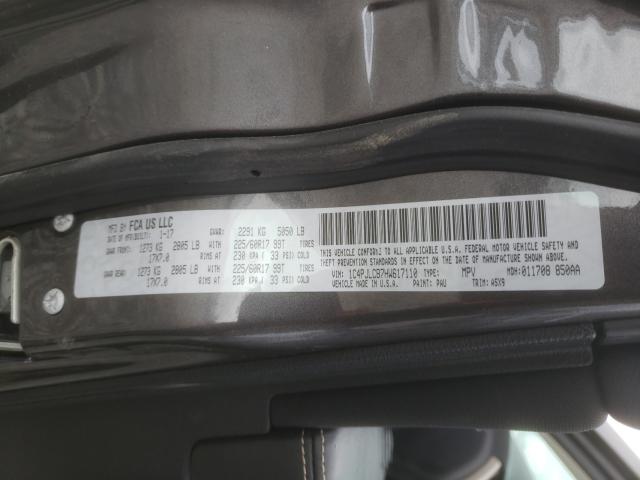 MFD BY FCA US LLC
DATE OF MFR(BUILT): 1-17 GVWR: 2291 KG 5050 LB
GAWR FRONT: 1273 KG 2805 LB WITH 225/60R17 99T TIRES
17X7.0 RIMS AT 230 KPA( 33 PSI) COLD
GAWR REAR: 1273 KG 2805 LB WITH 225/60R17 99T TIRES
17X7.0 RIMS AT 230 KPA( 33 PSI) COLD
THIS VEHICLE CONFORMS TO ALL APPLICABLE U.S.A. FEDERAL MOTOR VEHICLE SAFETY
AND THEFT PREVENTION STANDARDS IN EFFECT ON THE DATE OF MANUFACTURE SHOWN ABOVE.
VIN: 1C4PJLCB7HW617110 TYPE: MPV MDH:011708 850AA
VEHICLE MADE IN U.S.A. PAINT: PAU TRIM: A5X9